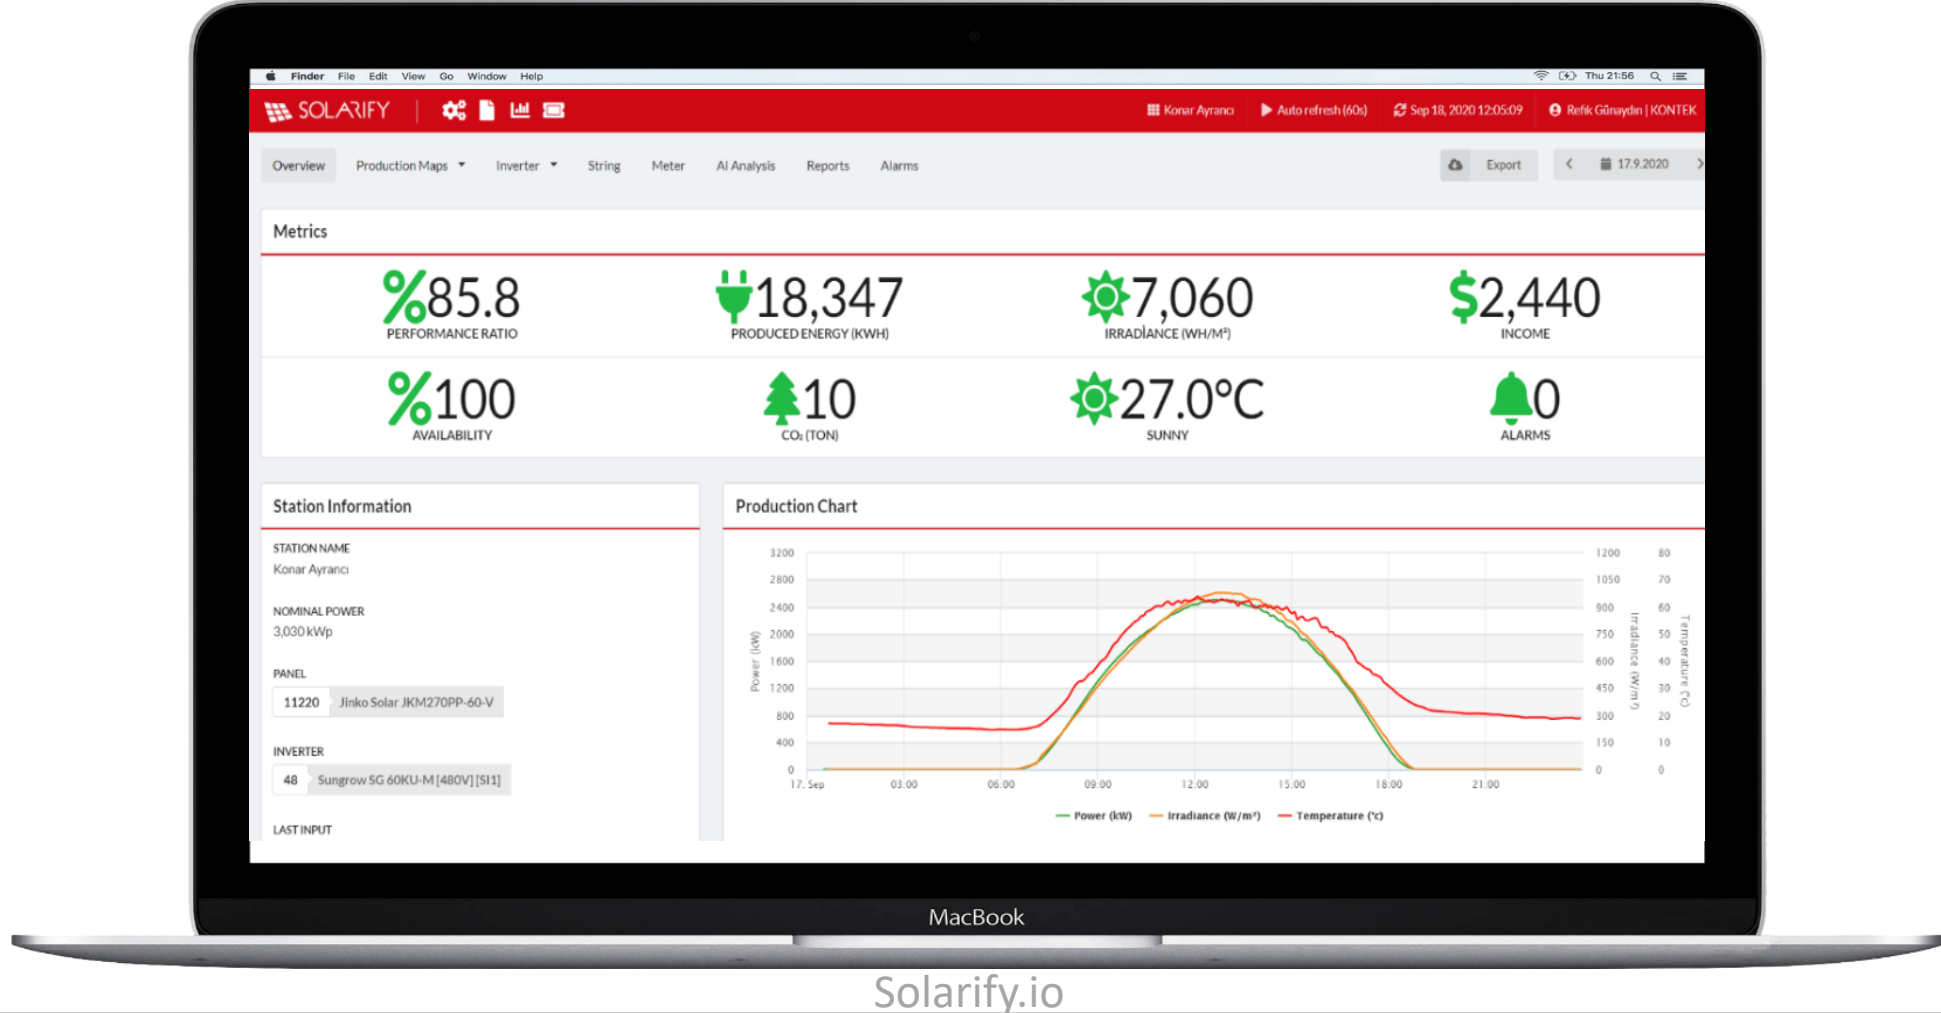 Finder File Edit View Go Window Help Thu 21:56
SOLARIFY Konar Ayrancı Auto refresh (60s) Sep 18, 2020 12:05:09 Refik Günaydın | KONTEK
Overview Production Maps Inverter String Meter AI Analysis Reports Alarms Export 17.9.2020
Metrics
%85.8 18,347 7,060 $2,440
PERFORMANCE RATIO PRODUCED ENERGY (KWH) IRRADİANCE (WH/M²) INCOME
%100 10 27.0°C 0
AVAILABILITY CO₂ (TON) SUNNY ALARMS
Station Information
STATION NAME
Konar Ayrancı
NOMINAL POWER
3,030 kWp
PANEL
11220 Jinko Solar JKM270PP-60-V
INVERTER
48 Sungrow SG 60KU-M [480V] [SI1]
LAST INPUT
Production Chart
3200 1200 80
2800 1050 70
2400 900 60
2000 750 50
1600 600 40
1200 450 30
800 300 20
400 150 10
0 0 0
Power (kW)
Irradiance (W/m²)
Temperature (°c)
17. Sep 03:00 06:00 09:00 12:00 15:00 18:00 21:00
Power (kW) Irradiance (W/m²) Temperature (°c)
MacBook
Solarify.io